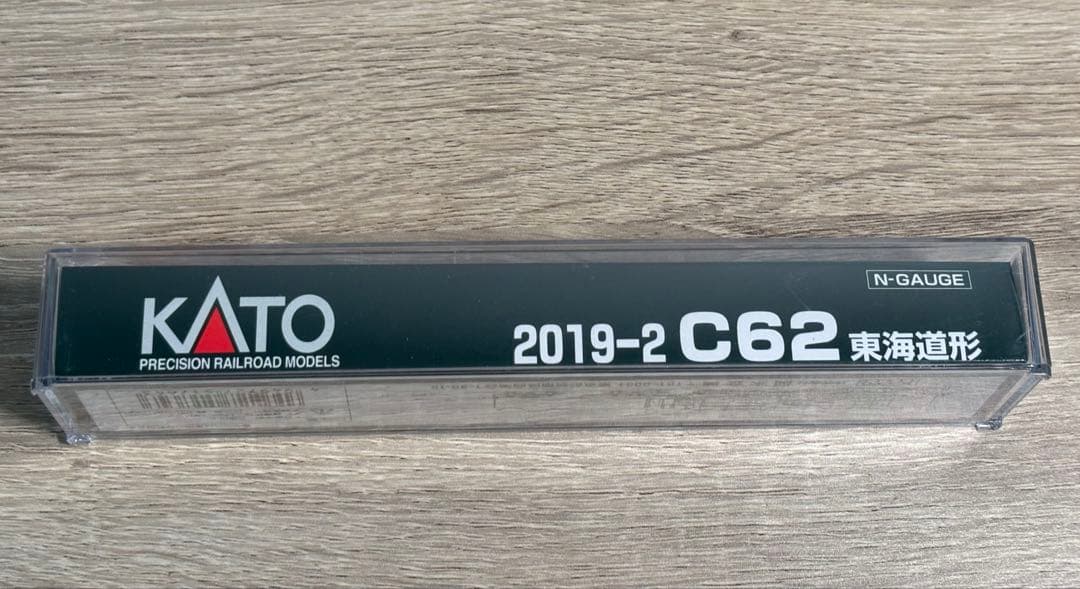 N-GAUGE
KATO
PRECISION RAILROAD MODELS
2019-2 C62 東海道形